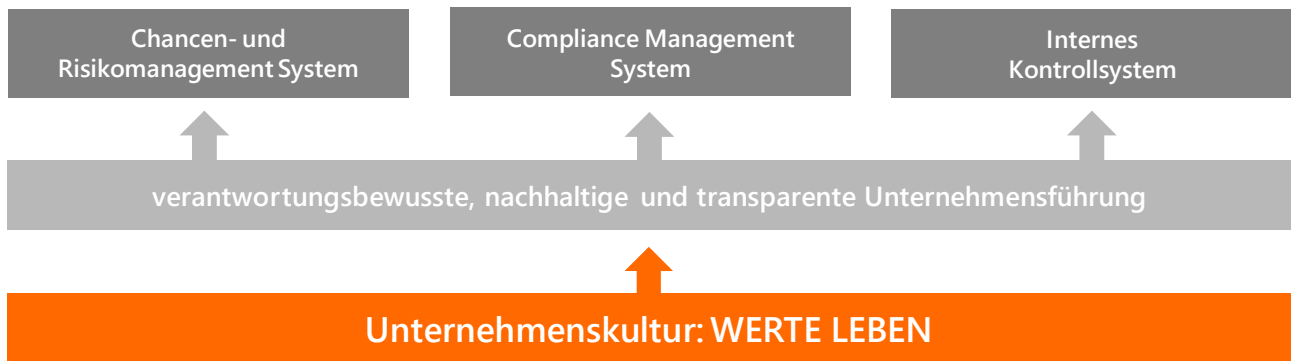 Chancen- und
Risikomanagement System
Compliance Management
System
Internes
Kontrollsystem
verantwortungsbewusste, nachhaltige und transparente Unternehmensführung
Unternehmenskultur: WERTE LEBEN